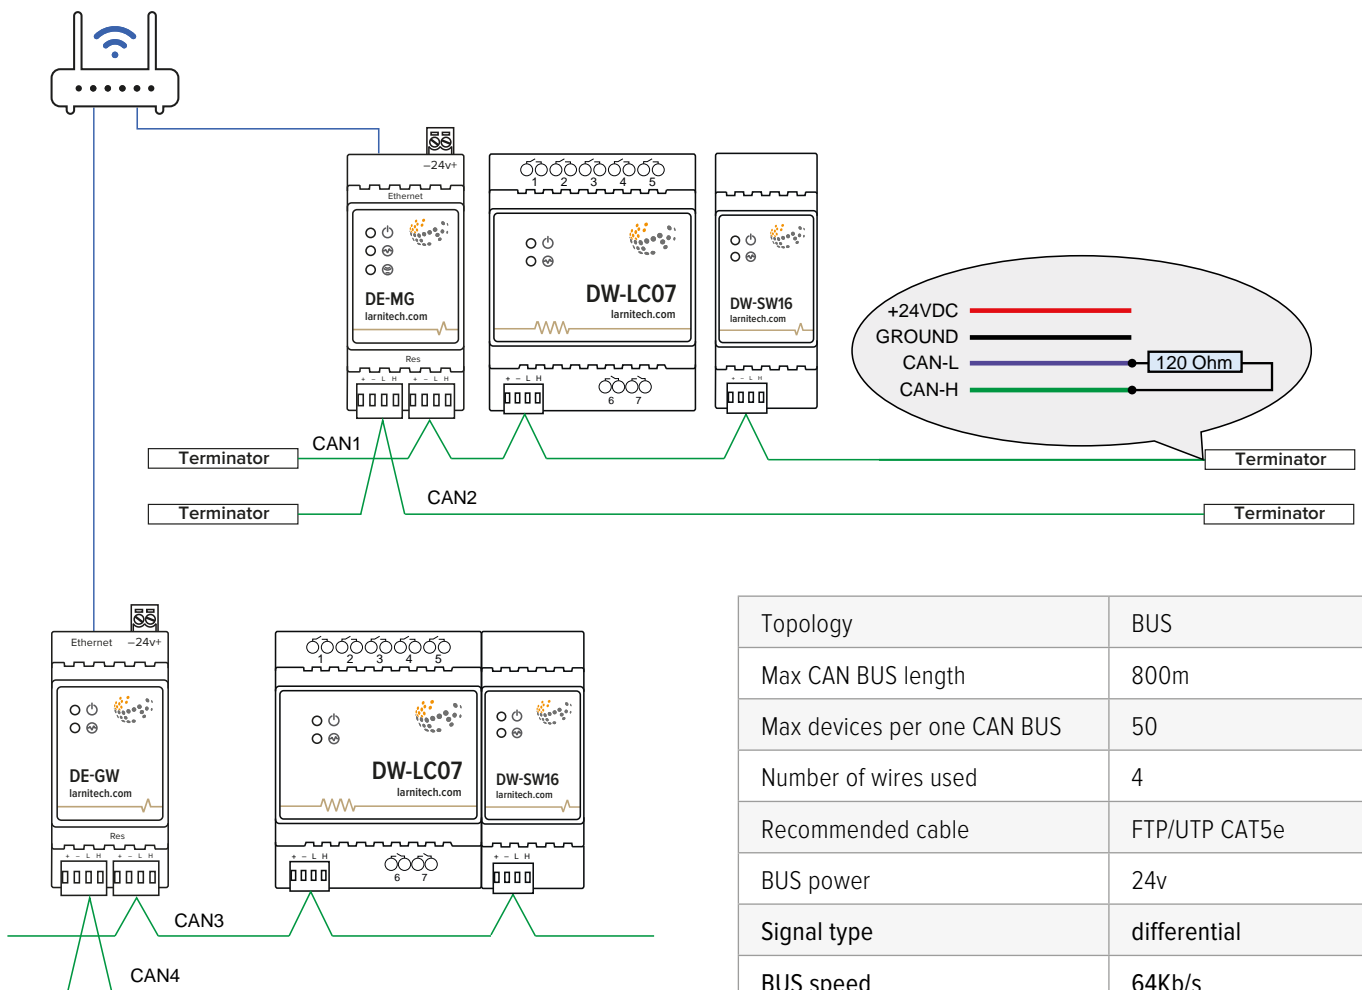 −24v+
Ethernet
DE-MG
larnitech.com
Res
+ − L H
+ − L H
1 2 3 4 5
DW-LC07
larnitech.com
+ − L H
6 7
DW-SW16
larnitech.com
+ − L H
+24VDC
GROUND
CAN-L
CAN-H
120 Ohm
Terminator
CAN1
Terminator
Terminator
CAN2
Terminator
Ethernet −24v+
DE-GW
larnitech.com
Res
+ − L H
+ − L H
1 2 3 4 5
DW-LC07
larnitech.com
+ − L H
6 7
DW-SW16
larnitech.com
+ − L H
CAN3
CAN4
Topology BUS
Max CAN BUS length 800m
Max devices per one CAN BUS 50
Number of wires used 4
Recommended cable FTP/UTP CAT5e
BUS power 24v
Signal type differential
BUS speed 64Kb/s